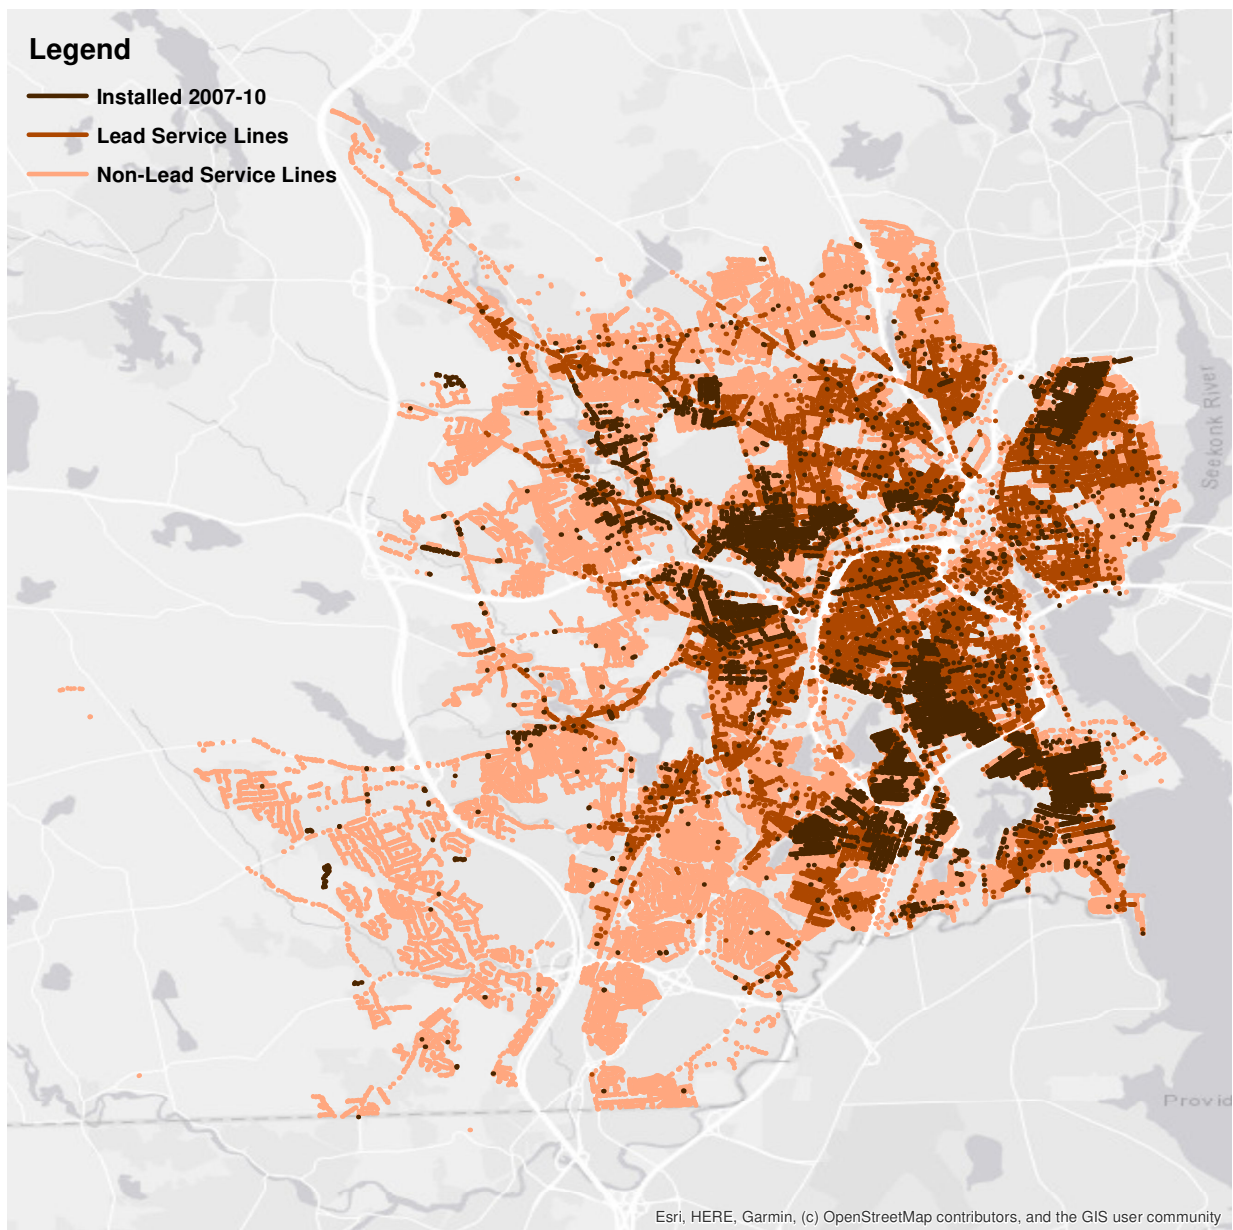 Legend
Installed 2007-10
Lead Service Lines
Non-Lead Service Lines
Seekonk River
Provid
Esri, HERE, Garmin, (c) OpenStreetMap contributors, and the GIS user community